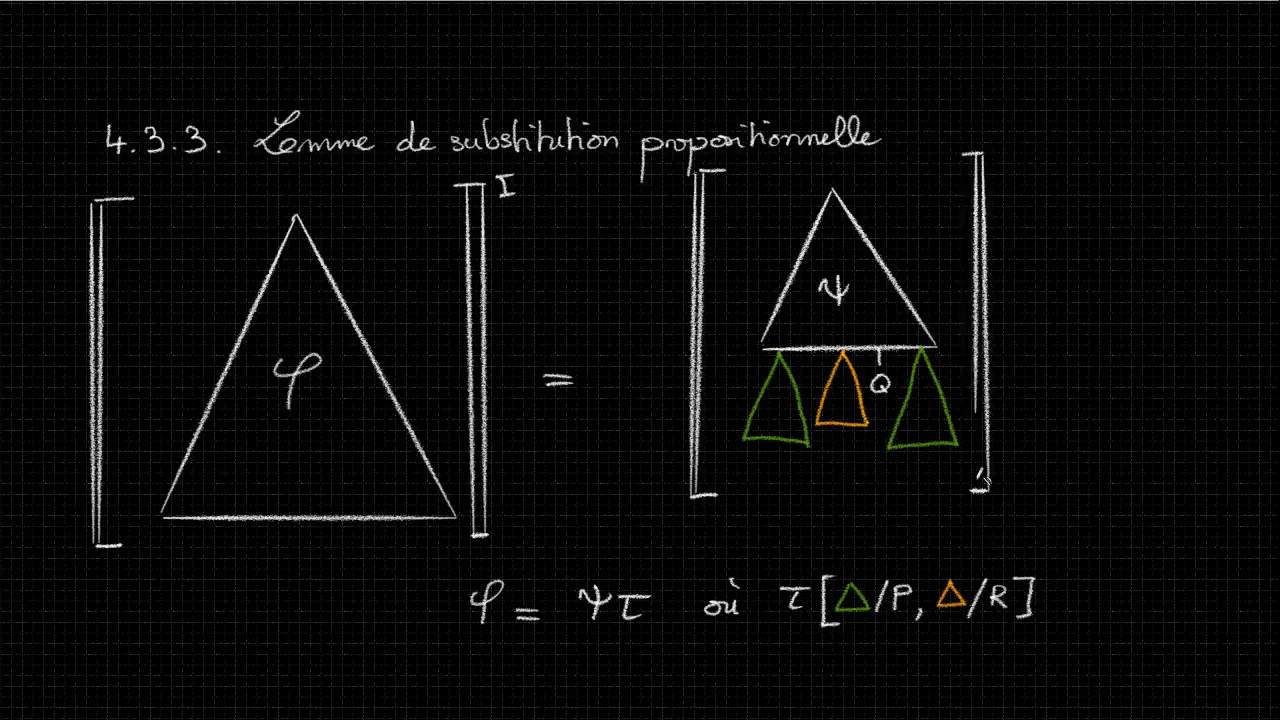 4.3.3. Lemme de substitution propositionnelle
I
φ = ψ
Q
φ = ψτ où τ[△/P, △/R]